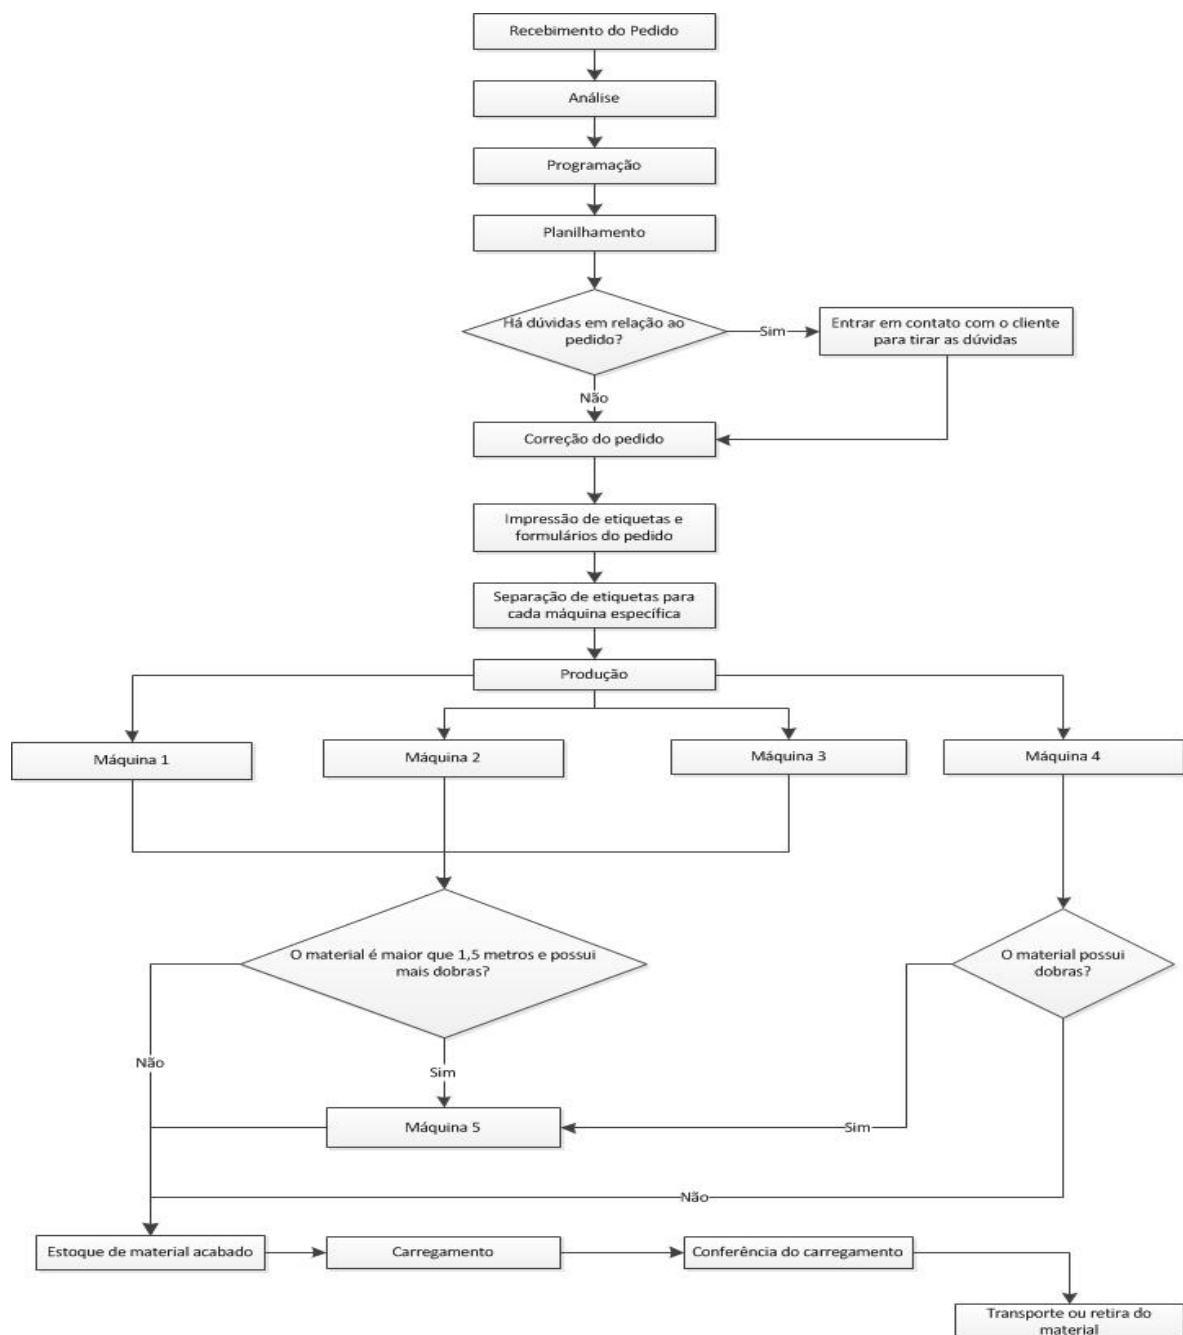 Recebimento do Pedido
Análise
Programação
Planilhamento
Há dúvidas em relação ao
pedido?
Sim
Entrar em contato com o cliente
para tirar as dúvidas
Não
Correção do pedido
Impressão de etiquetas e
formulários do pedido
Separação de etiquetas para
cada máquina específica
Produção
Máquina 1
Máquina 2
Máquina 3
Máquina 4
O material é maior que 1,5 metros e possui
mais dobras?
O material possui
dobras?
Não
Sim
Máquina 5
Sim
Não
Estoque de material acabado
Carregamento
Conferência do carregamento
Transporte ou retira do
material